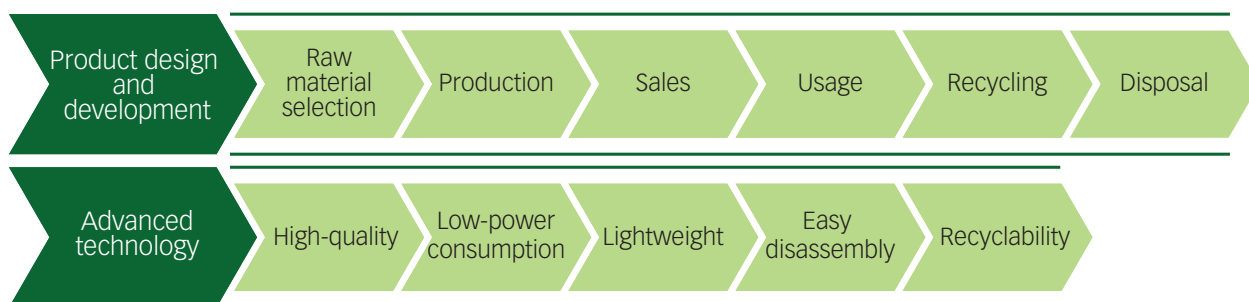 Product design
and
development
Raw
material
selection
Production
Sales
Usage
Recycling
Disposal
Advanced
technology
High-quality
Low-power
consumption
Lightweight
Easy
disassembly
Recyclability